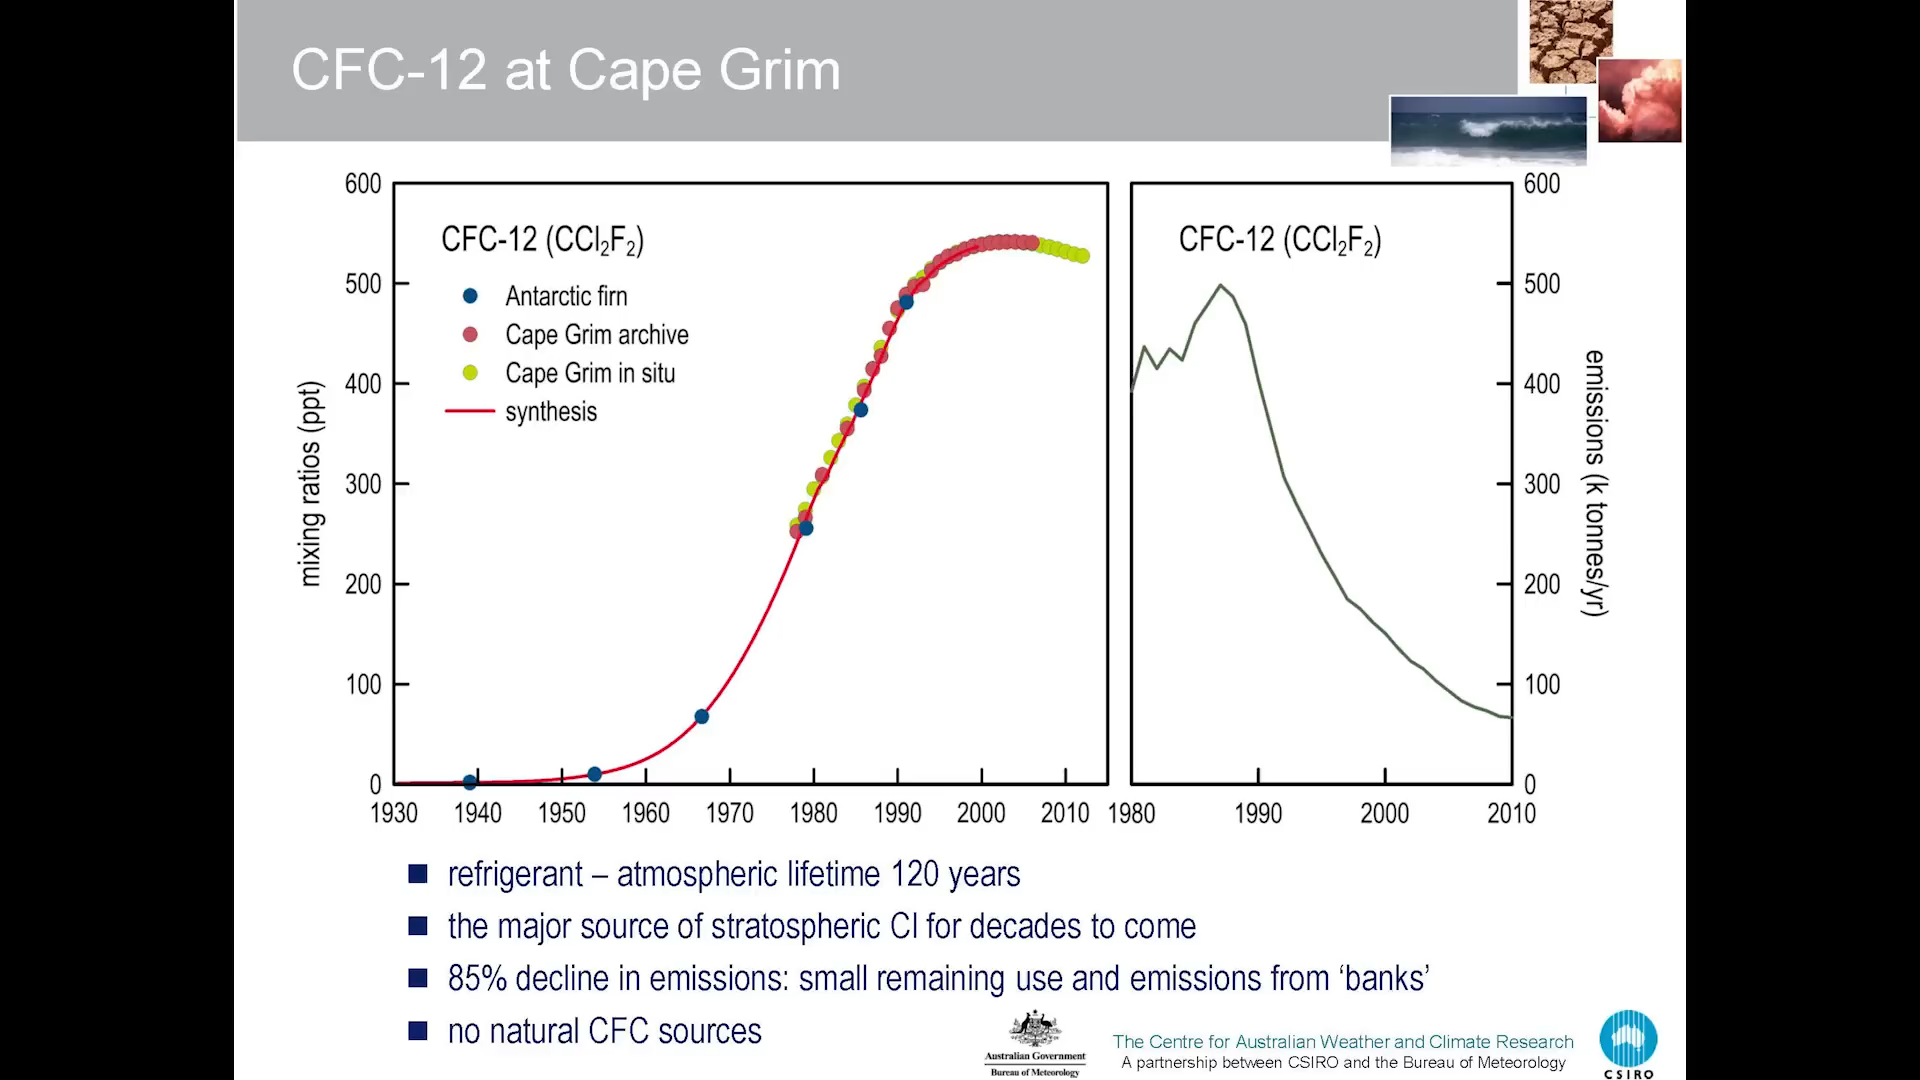 CFC-12 at Cape Grim
600
500
400
300
200
100
0
mixing ratios (ppt)
CFC-12 (CCl₂F₂)
Antarctic firn
Cape Grim archive
Cape Grim in situ
synthesis
1930 1940 1950 1960 1970 1980 1990 2000 2010
CFC-12 (CCl₂F₂)
600
500
400
300
200
100
0
emissions (k tonnes/yr)
1980 1990 2000 2010
refrigerant – atmospheric lifetime 120 years
the major source of stratospheric Cl for decades to come
85% decline in emissions: small remaining use and emissions from ‘banks’
no natural CFC sources
Australian Government
Bureau of Meteorology
The Centre for Australian Weather and Climate Research
A partnership between CSIRO and the Bureau of Meteorology
CSIRO